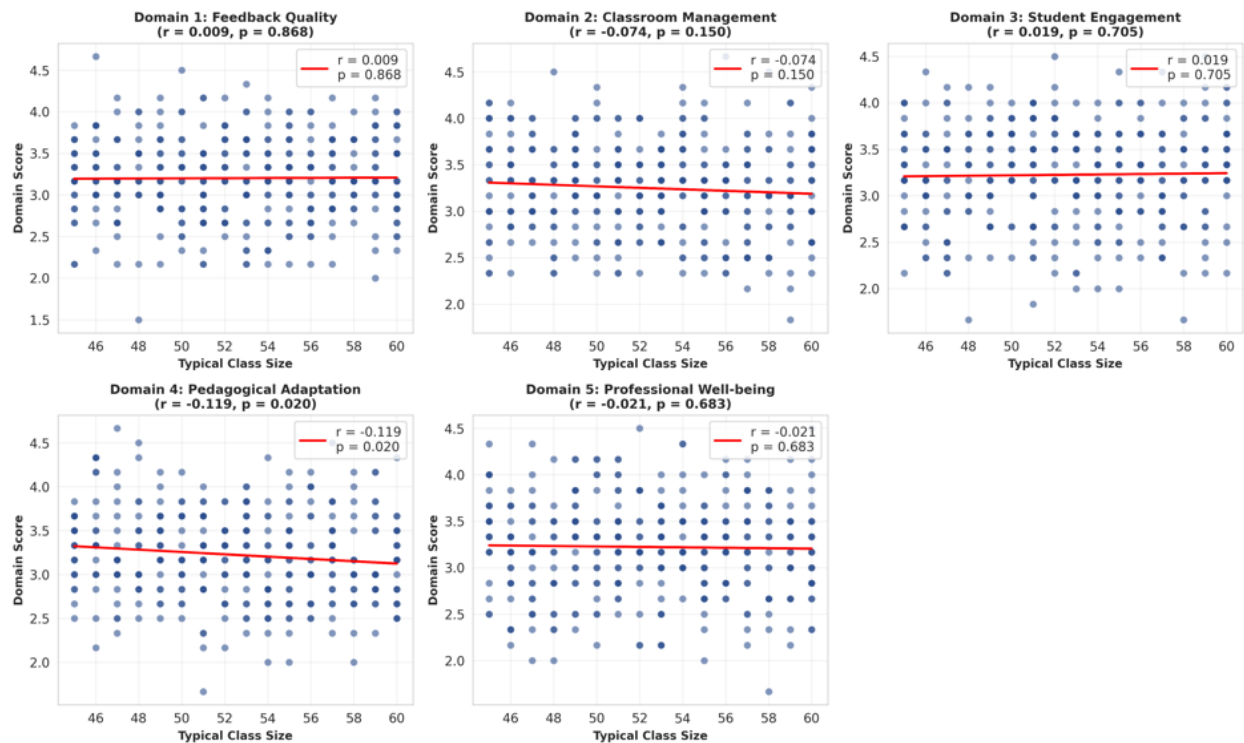 Domain 1: Feedback Quality
(r = 0.009, p = 0.868)
r = 0.009
p = 0.868
Domain Score
4.5
4.0
3.5
3.0
2.5
2.0
1.5
46 48 50 52 54 56 58 60
Typical Class Size
Domain 2: Classroom Management
(r = -0.074, p = 0.150)
r = -0.074
p = 0.150
Domain Score
4.5
4.0
3.5
3.0
2.5
2.0
46 48 50 52 54 56 58 60
Typical Class Size
Domain 3: Student Engagement
(r = 0.019, p = 0.705)
r = 0.019
p = 0.705
Domain Score
4.5
4.0
3.5
3.0
2.5
2.0
46 48 50 52 54 56 58 60
Typical Class Size
Domain 4: Pedagogical Adaptation
(r = -0.119, p = 0.020)
r = -0.119
p = 0.020
Domain Score
4.5
4.0
3.5
3.0
2.5
2.0
46 48 50 52 54 56 58 60
Typical Class Size
Domain 5: Professional Well-being
(r = -0.021, p = 0.683)
r = -0.021
p = 0.683
Domain Score
4.5
4.0
3.5
3.0
2.5
2.0
46 48 50 52 54 56 58 60
Typical Class Size